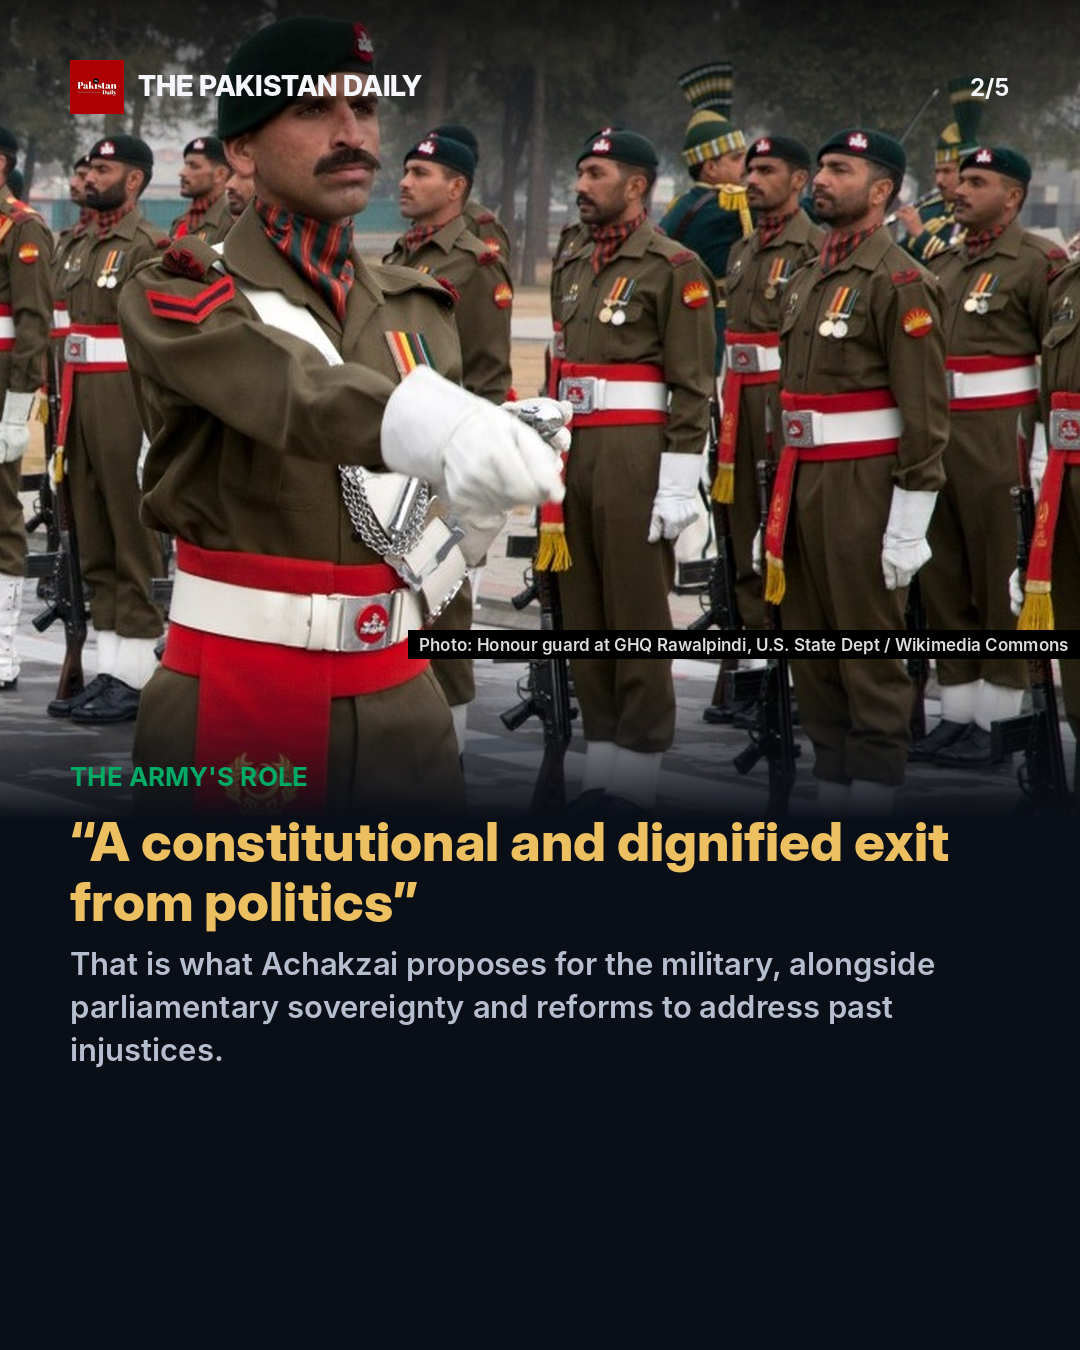 Pakistan
Daily
THE PAKISTAN DAILY
2/5
Photo: Honour guard at GHQ Rawalpindi, U.S. State Dept / Wikimedia Commons
THE ARMY'S ROLE
“A constitutional and dignified exit
from politics”
That is what Achakzai proposes for the military, alongside
parliamentary sovereignty and reforms to address past
injustices.